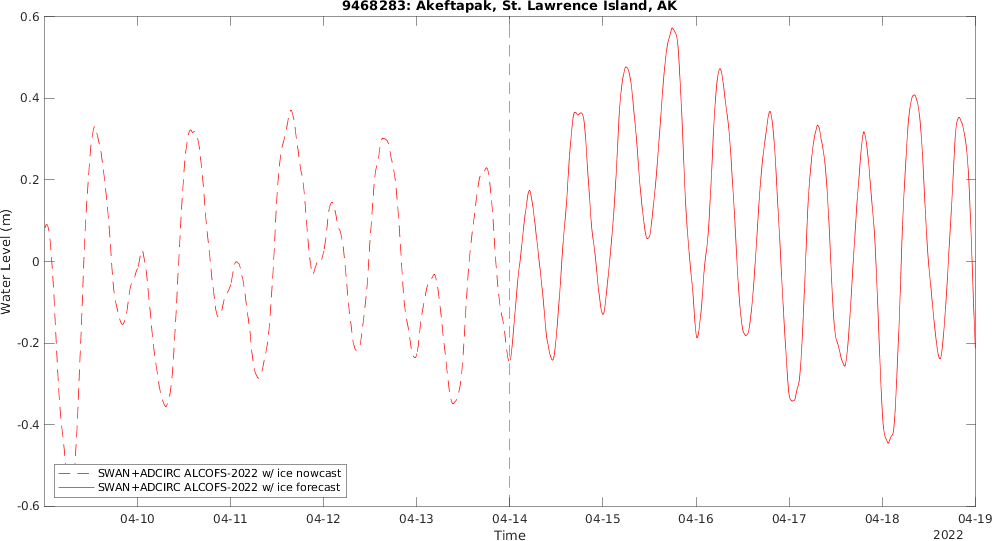 9468283: Akeftapak, St. Lawrence Island, AK
0.6
0.4
0.2
0
-0.2
-0.4
-0.6
Water Level (m)
SWAN+ADCIRC ALCOFS-2022 w/ ice nowcast
SWAN+ADCIRC ALCOFS-2022 w/ ice forecast
04-10 04-11 04-12 04-13 04-14 04-15 04-16 04-17 04-18 04-19
Time
2022